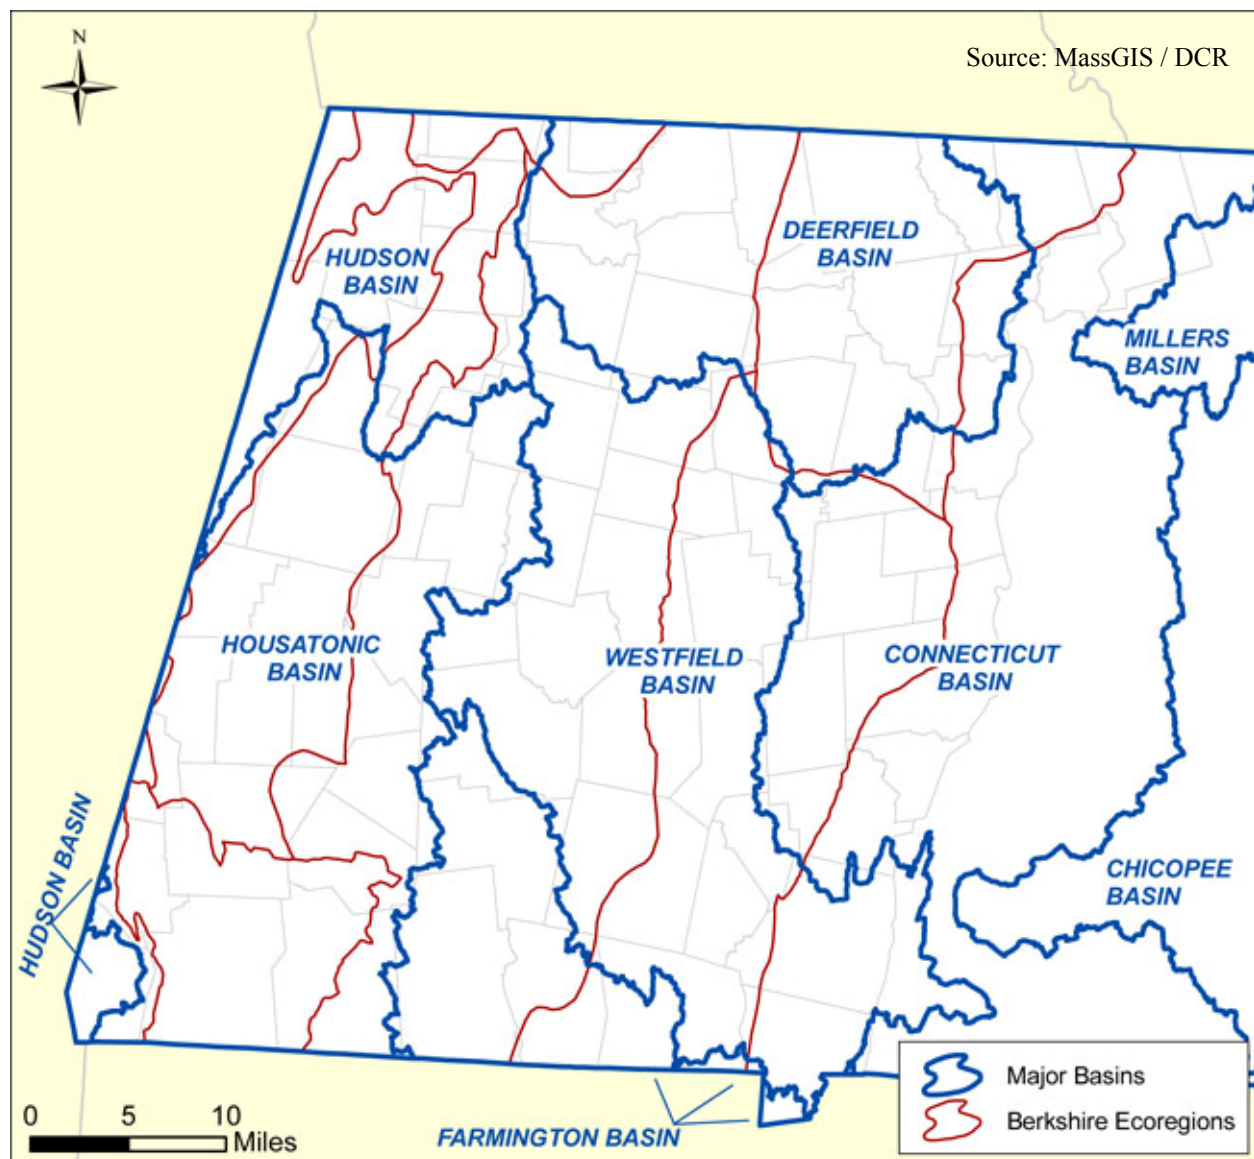 N
Source: MassGIS / DCR
DEERFIELD
BASIN
HUDSON
BASIN
MILLERS
BASIN
HOUSATONIC
BASIN
WESTFIELD
BASIN
CONNECTICUT
BASIN
HUDSON BASIN
CHICOPEE
BASIN
Major Basins
Berkshire Ecoregions
0 5 10
Miles
FARMINGTON BASIN